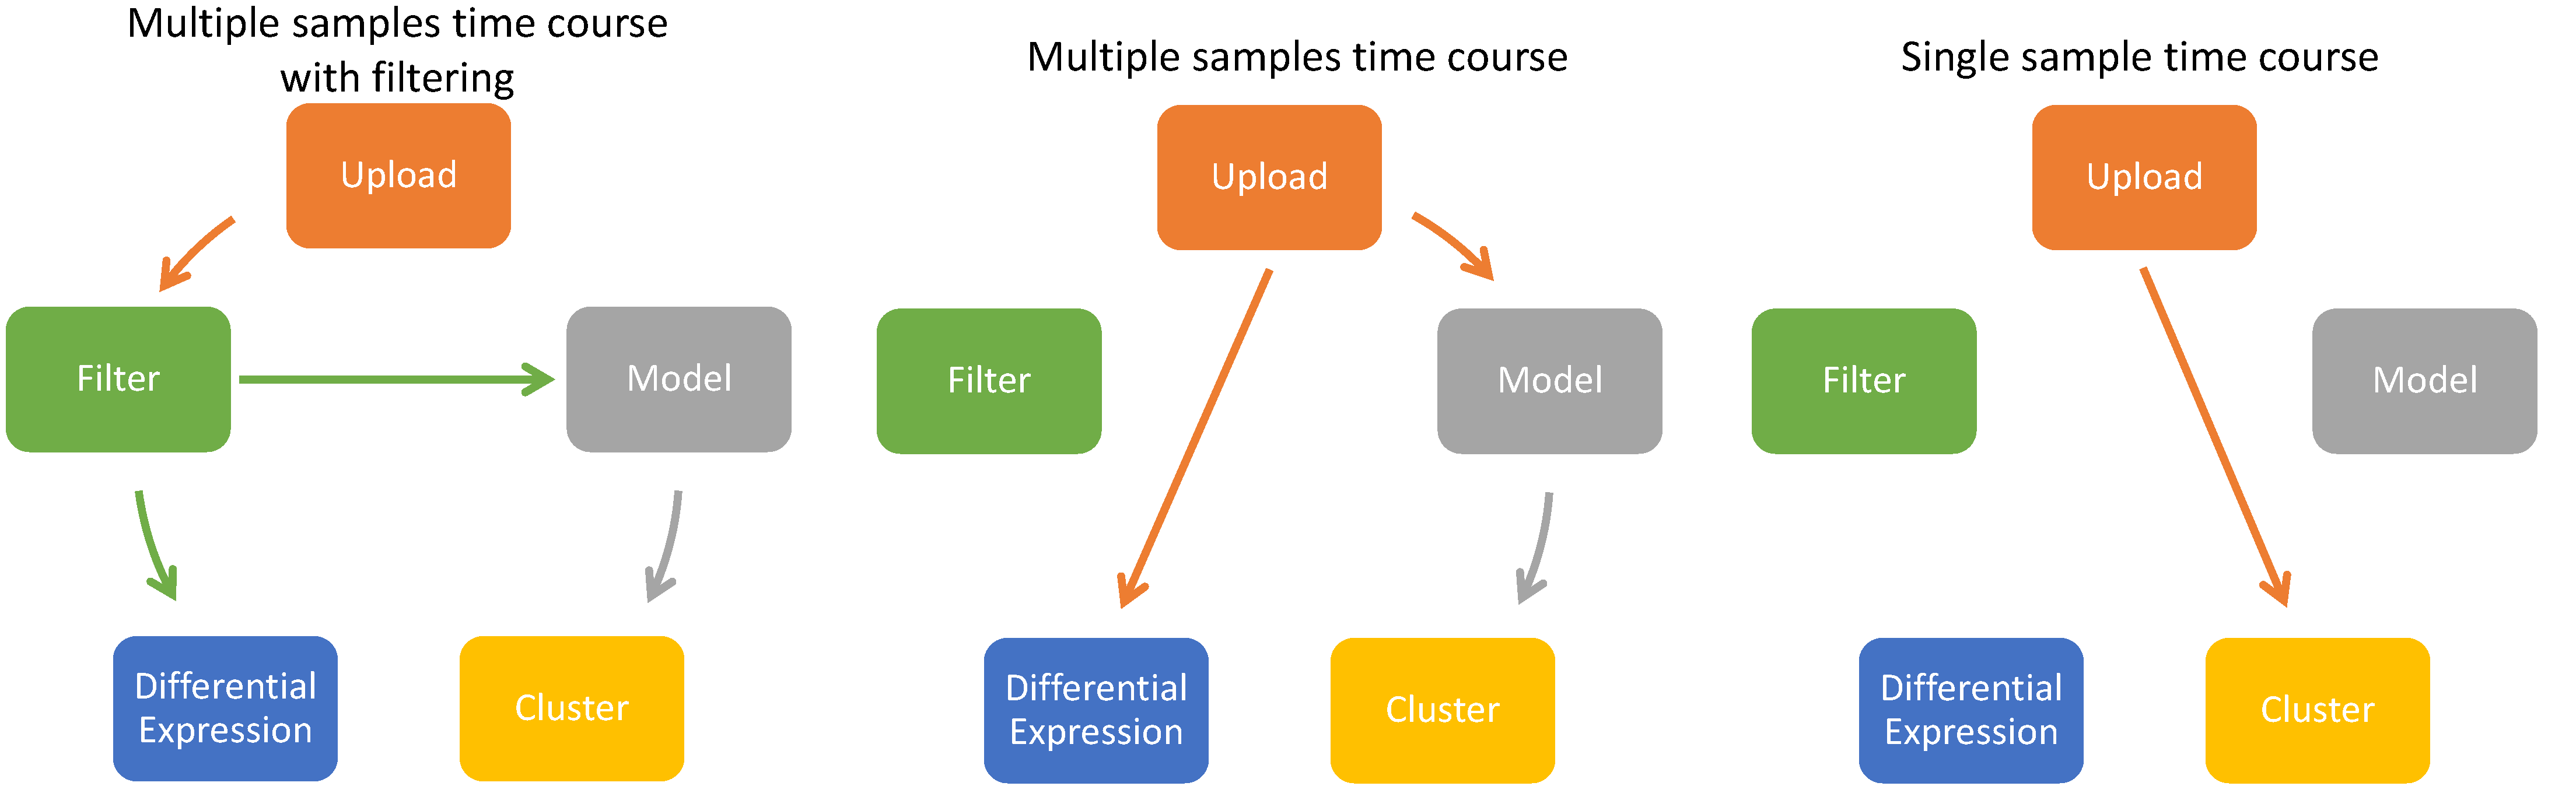 Multiple samples time course
with filtering
Upload
Filter
Model
Differential
Expression
Cluster
Multiple samples time course
Upload
Filter
Model
Differential
Expression
Cluster
Single sample time course
Upload
Filter
Model
Differential
Expression
Cluster